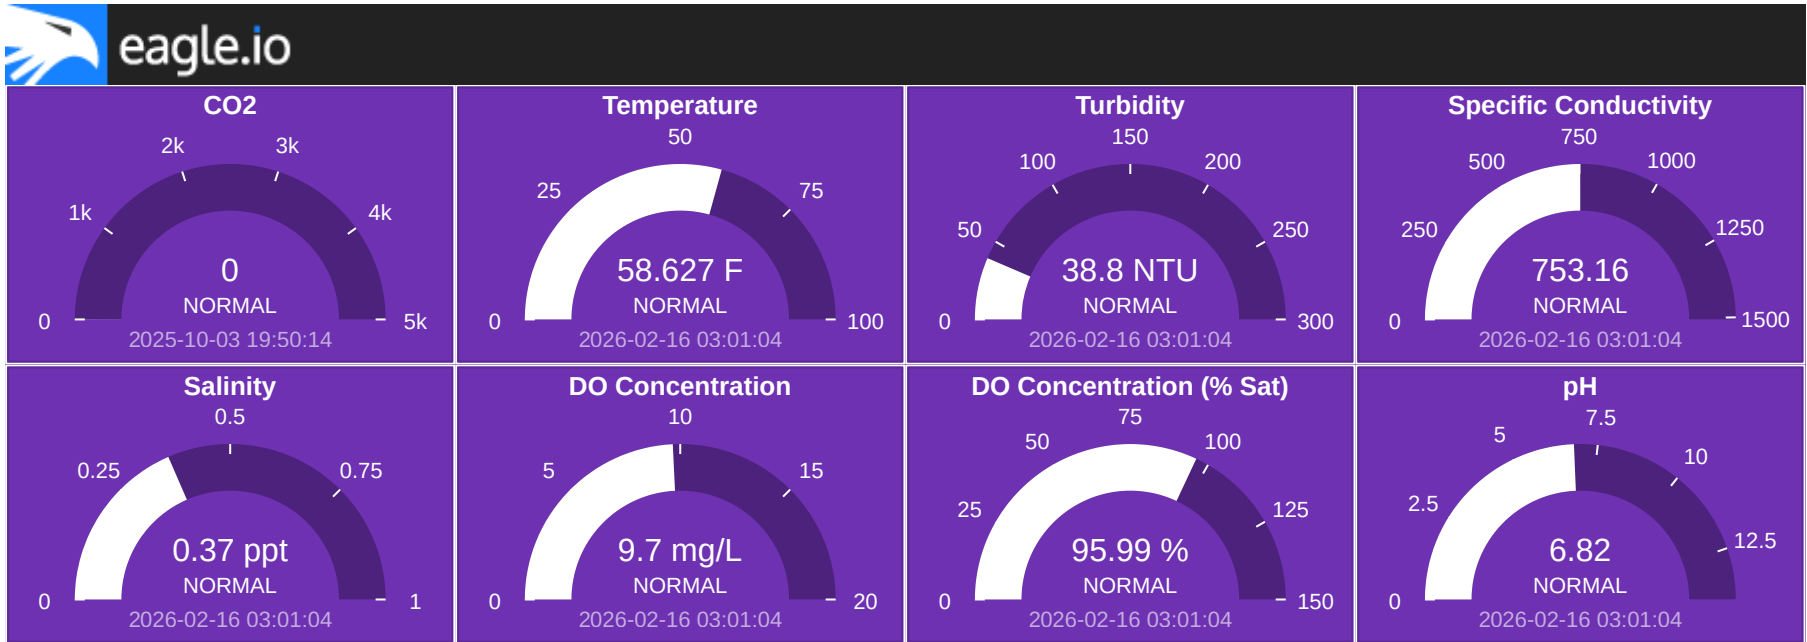 eagle.io
CO2
2k
3k
1k
4k
0
NORMAL
0
5k
2025-10-03 19:50:14
Temperature
50
25
75
58.627 F
NORMAL
0
100
2026-02-16 03:01:04
Turbidity
150
100
200
50
250
38.8 NTU
NORMAL
0
300
2026-02-16 03:01:04
Specific Conductivity
750
500
1000
250
1250
753.16
NORMAL
0
1500
2026-02-16 03:01:04
Salinity
0.5
0.25
0.75
0.37 ppt
NORMAL
0
1
2026-02-16 03:01:04
DO Concentration
10
5
15
9.7 mg/L
NORMAL
0
20
2026-02-16 03:01:04
DO Concentration (% Sat)
75
50
100
25
125
95.99 %
NORMAL
0
150
2026-02-16 03:01:04
pH
7.5
5
10
2.5
12.5
6.82
NORMAL
0
2026-02-16 03:01:04